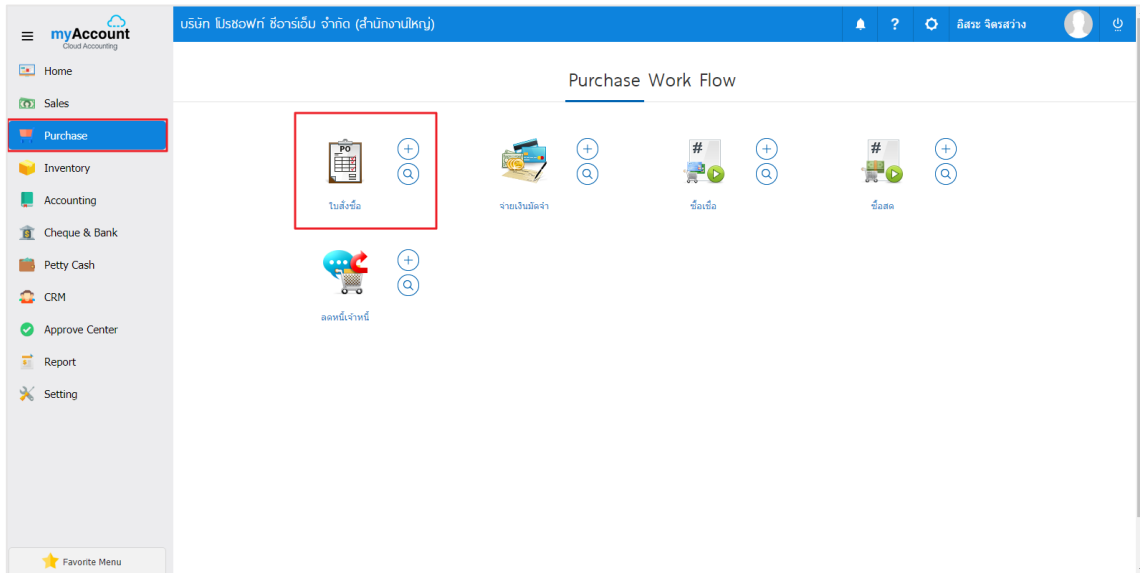 myAccount
Cloud Accounting
บริษัท โปรซอฟท์ ซีอาร์เอ็ม จำกัด (สำนักงานใหญ่)
?
อิสระ จิตรสว่าง
Home
Sales
Purchase
Inventory
Accounting
Cheque & Bank
Petty Cash
CRM
Approve Center
Report
Setting
Favorite Menu
Purchase Work Flow
PO
ใบสั่งซื้อ
จ่ายเงินมัดจำ
#
ซื้อเชื่อ
#
ซื้อสด
ลดหนี้เจ้าหนี้